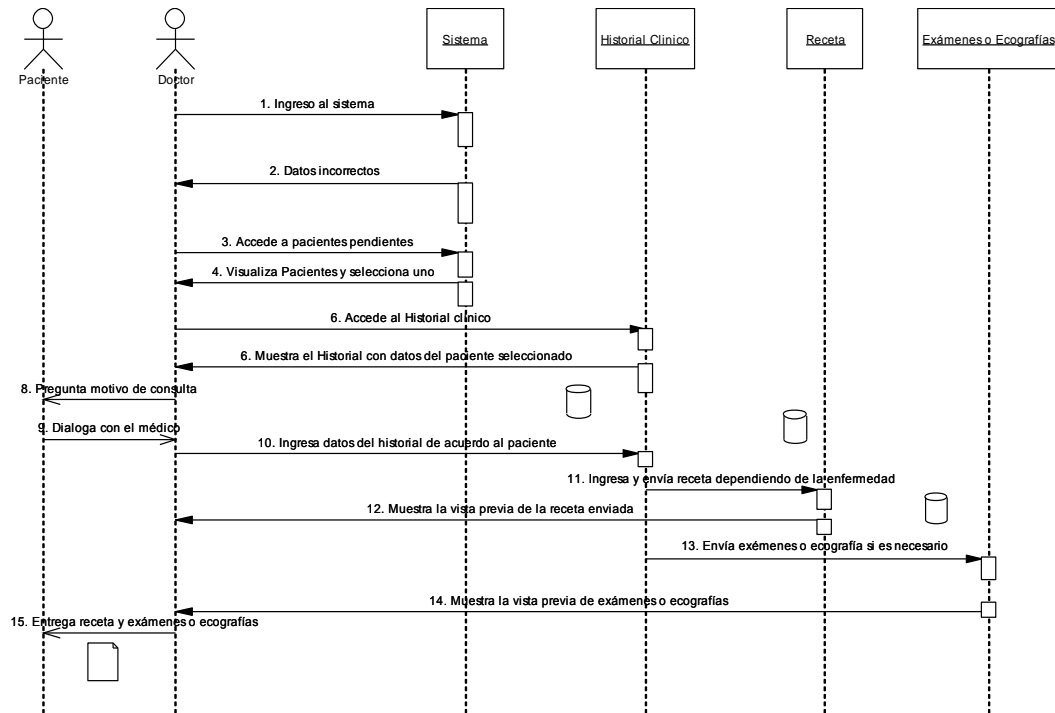 Paciente
Doctor
Sistema
Historial Clinico
Receta
Exámenes o Ecografías
1. Ingreso al sistema
2. Datos incorrectos
3. Accede a pacientes pendientes
4. Visualiza Pacientes y selecciona uno
6. Accede al Historial clínico
6. Muestra el Historial con datos del paciente seleccionado
8. Pregunta motivo de consulta
9. Dialoga con el médico
10. Ingresa datos del historial de acuerdo al paciente
11. Ingresa y envía receta dependiendo de la enfermedad
12. Muestra la vista previa de la receta enviada
13. Envía exémenes o ecografía si es necesario
14. Muestra la vista previa de exámenes o ecografías
15. Entrega receta y exámenes o ecografías